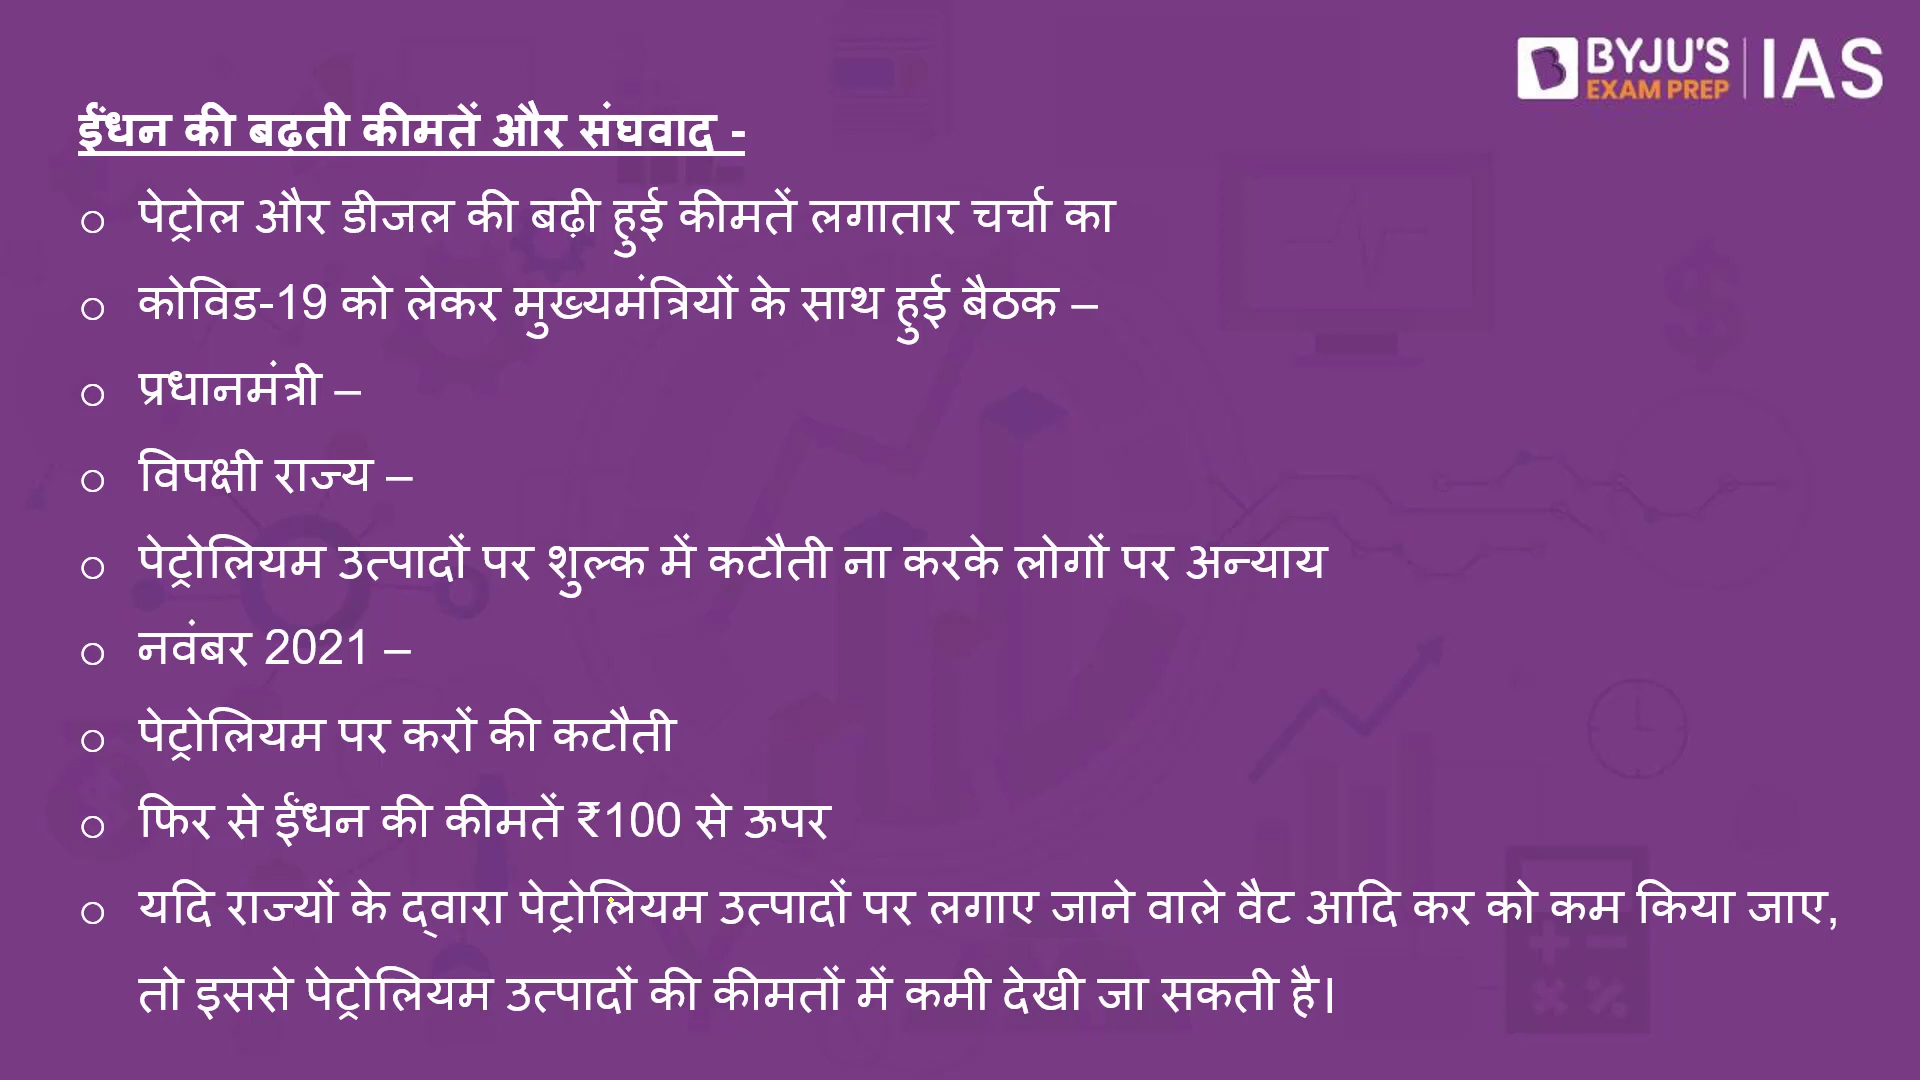 BYJU'S
EXAM PREP
IAS
ईंधन की बढ़ती कीमतें और संघवाद -
○ पेट्रोल और डीजल की बढ़ी हुई कीमतें लगातार चर्चा का
○ कोविड-19 को लेकर मुख्यमंत्रियों के साथ हुई बैठक –
○ प्रधानमंत्री –
○ विपक्षी राज्य –
○ पेट्रोलियम उत्पादों पर शुल्क में कटौती ना करके लोगों पर अन्याय
○ नवंबर 2021 –
○ पेट्रोलियम पर करों की कटौती
○ फिर से ईंधन की कीमतें ₹100 से ऊपर
○ यदि राज्यों के द्वारा पेट्रोलियम उत्पादों पर लगाए जाने वाले वैट आदि कर को कम किया जाए,
तो इससे पेट्रोलियम उत्पादों की कीमतों में कमी देखी जा सकती है।